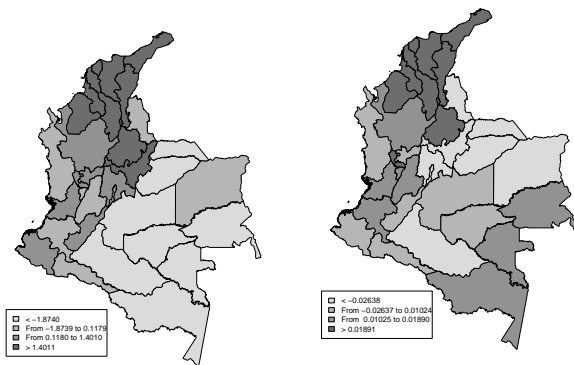 < −1.8740
From −1.8739 to 0.1179
From 0.1180 to 1.4010
> 1.4011
< −0.02638
From −0.02637 to 0.01024
From 0.01025 to 0.01890
> 0.01891